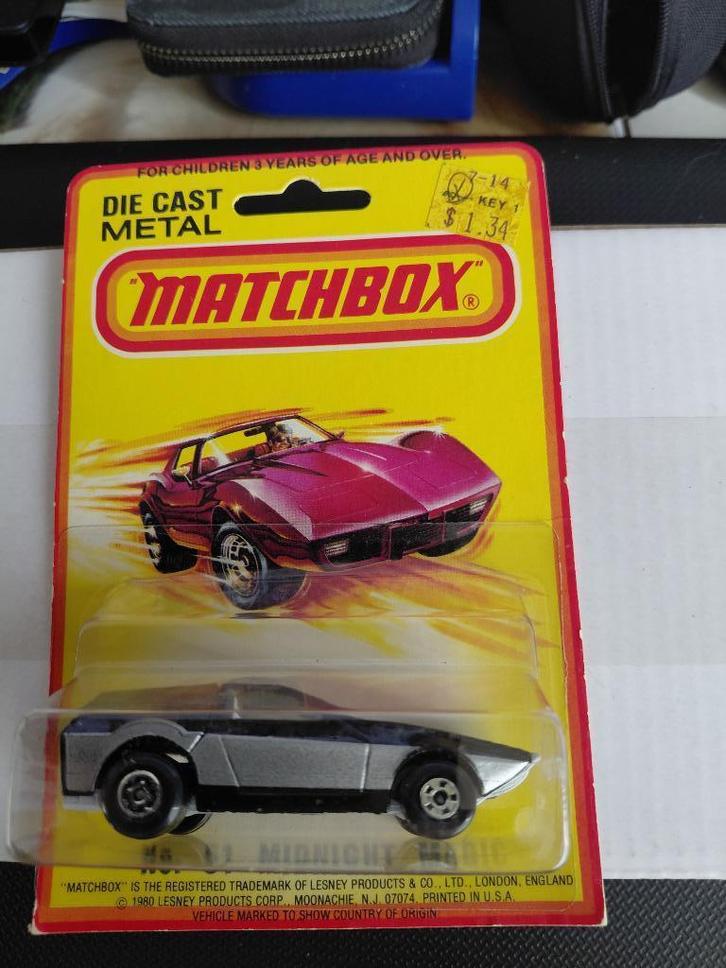 FOR CHILDREN 3 YEARS OF AGE AND OVER.
DIE CAST
METAL
7-14
KEY 1
$ 1.34
"MATCHBOX"®
No. 51 MIDNIGHT MAGIC
"MATCHBOX" IS THE REGISTERED TRADEMARK OF LESNEY PRODUCTS & CO., LTD., LONDON, ENGLAND
© 1980 LESNEY PRODUCTS CORP., MOONACHIE, N.J. 07074. PRINTED IN U.S.A.
VEHICLE MARKED TO SHOW COUNTRY OF ORIGIN